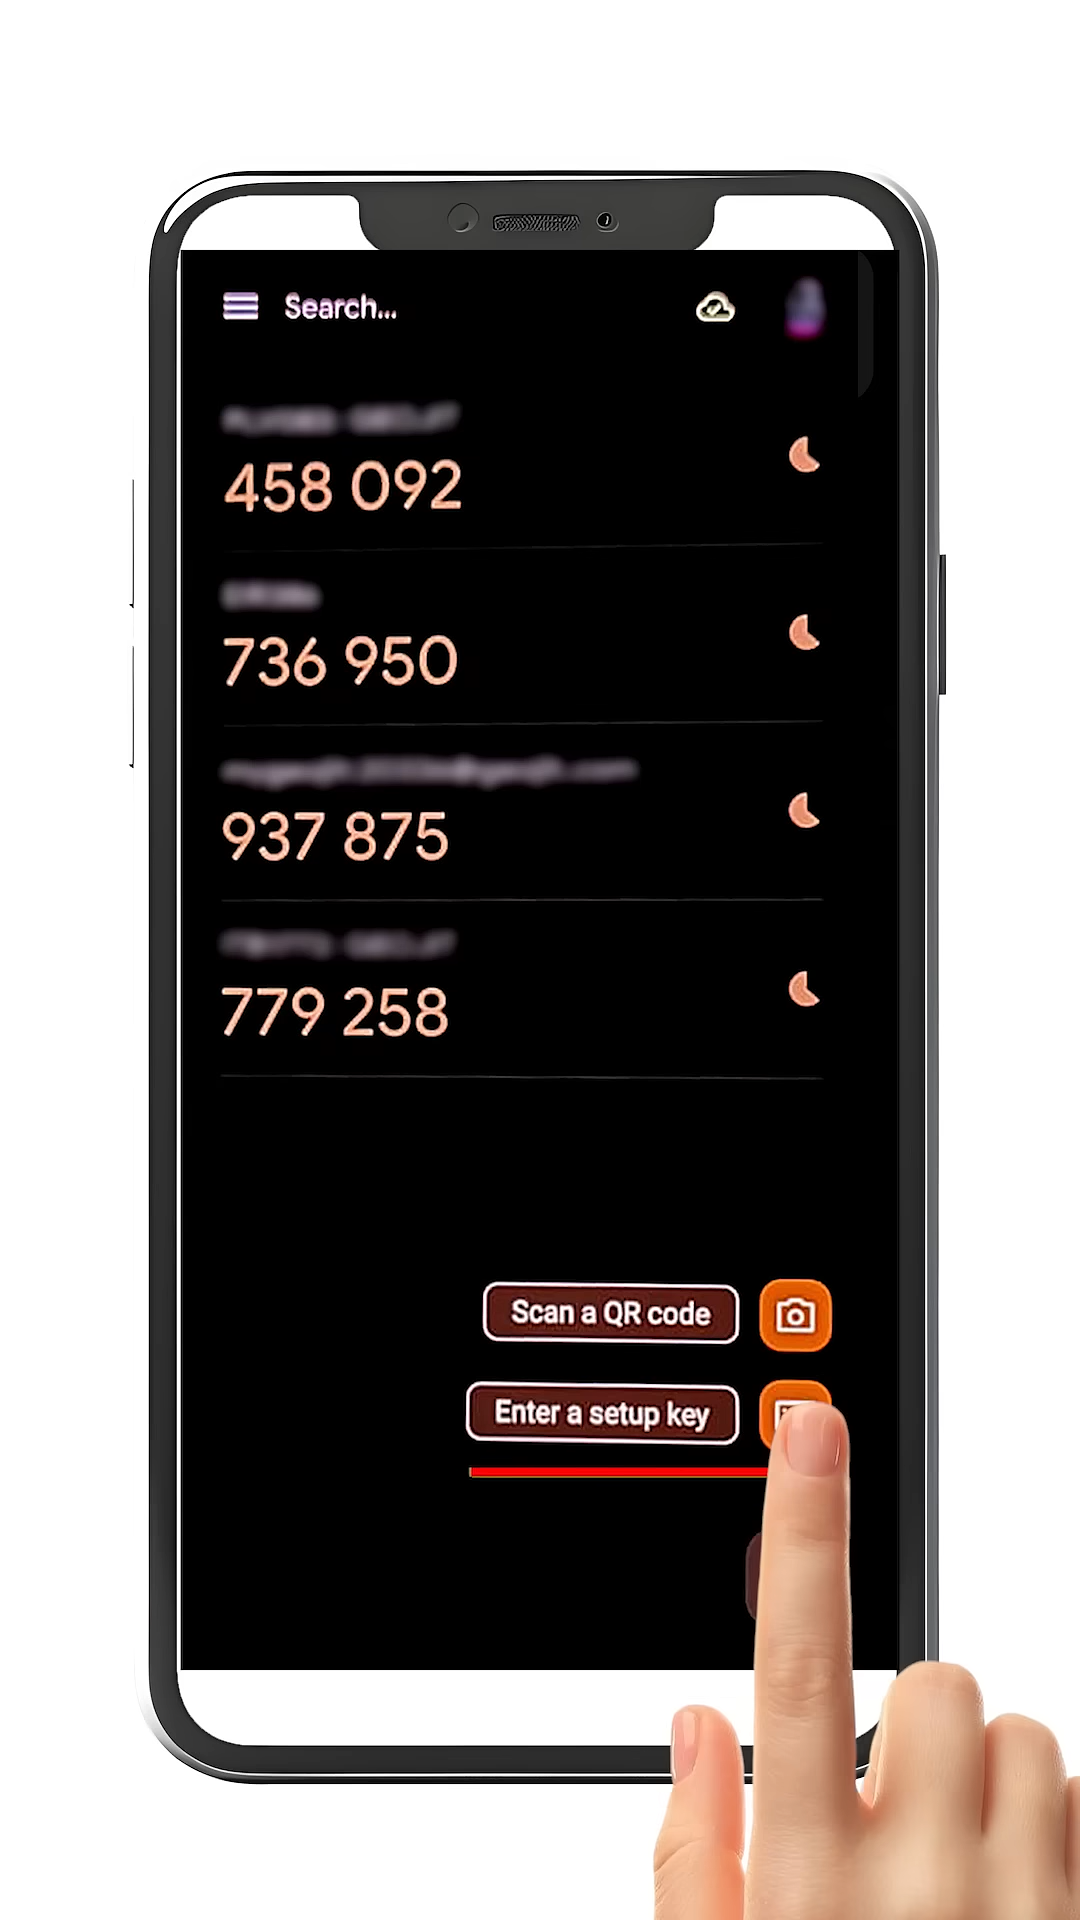 Search...
458 092
736 950
937 875
779 258
Scan a QR code
Enter a setup key